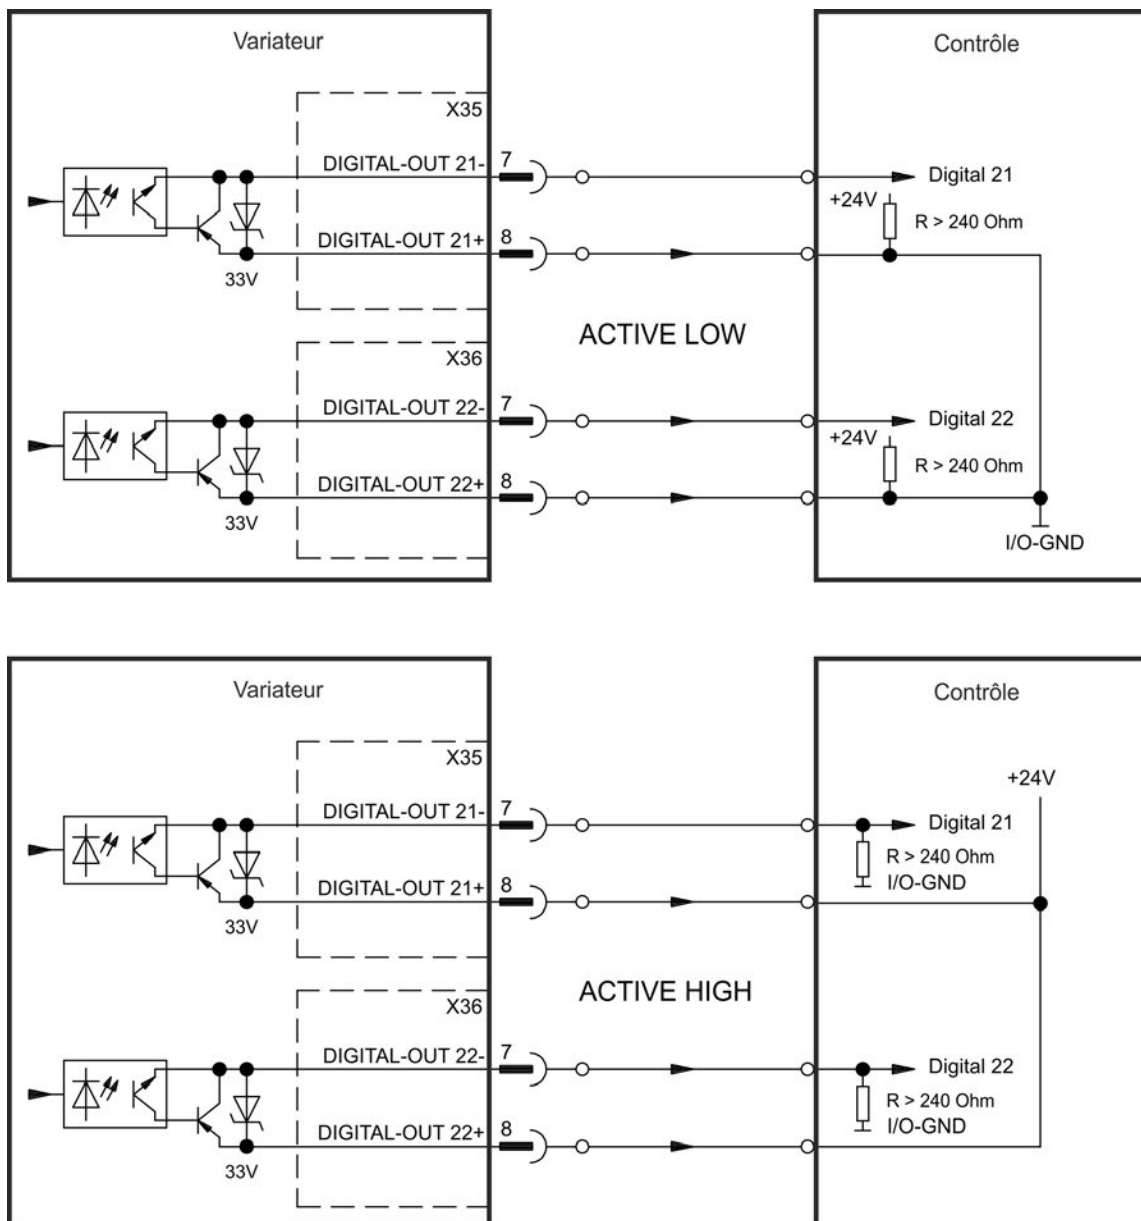 Variateur
Contrôle
X35
DIGITAL-OUT 21-
7
Digital 21
+24V
R > 240 Ohm
DIGITAL-OUT 21+
8
33V
ACTIVE LOW
X36
DIGITAL-OUT 22-
7
Digital 22
+24V
R > 240 Ohm
DIGITAL-OUT 22+
8
33V
I/O-GND
Variateur
Contrôle
X35
+24V
DIGITAL-OUT 21-
7
Digital 21
R > 240 Ohm
I/O-GND
DIGITAL-OUT 21+
8
33V
ACTIVE HIGH
X36
DIGITAL-OUT 22-
7
Digital 22
R > 240 Ohm
I/O-GND
DIGITAL-OUT 22+
8
33V